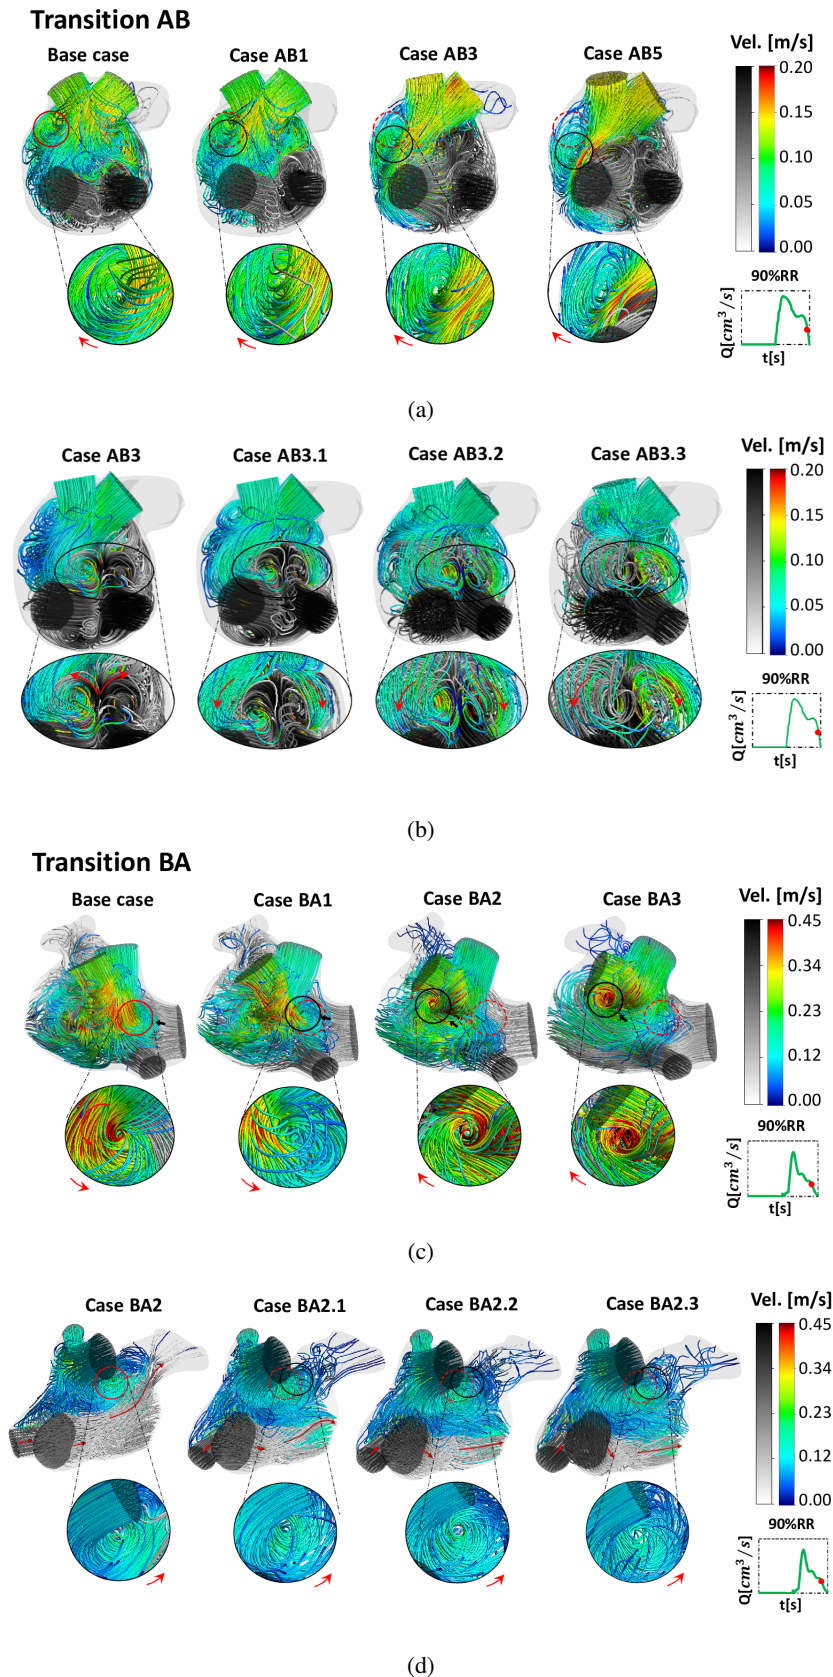 Transition AB
Base case Case AB1 Case AB3 Case AB5 Vel. [m/s]
0.20
0.15
0.10
0.05
0.00
90%RR
Q[cm³/s]
t[s]
(a)
Case AB3 Case AB3.1 Case AB3.2 Case AB3.3 Vel. [m/s]
0.20
0.15
0.10
0.05
0.00
90%RR
Q[cm³/s]
t[s]
(b)
Transition BA
Base case Case BA1 Case BA2 Case BA3 Vel. [m/s]
0.45
0.34
0.23
0.12
0.00
90%RR
Q[cm³/s]
t[s]
(c)
Case BA2 Case BA2.1 Case BA2.2 Case BA2.3 Vel. [m/s]
0.45
0.34
0.23
0.12
0.00
90%RR
Q[cm³/s]
t[s]
(d)